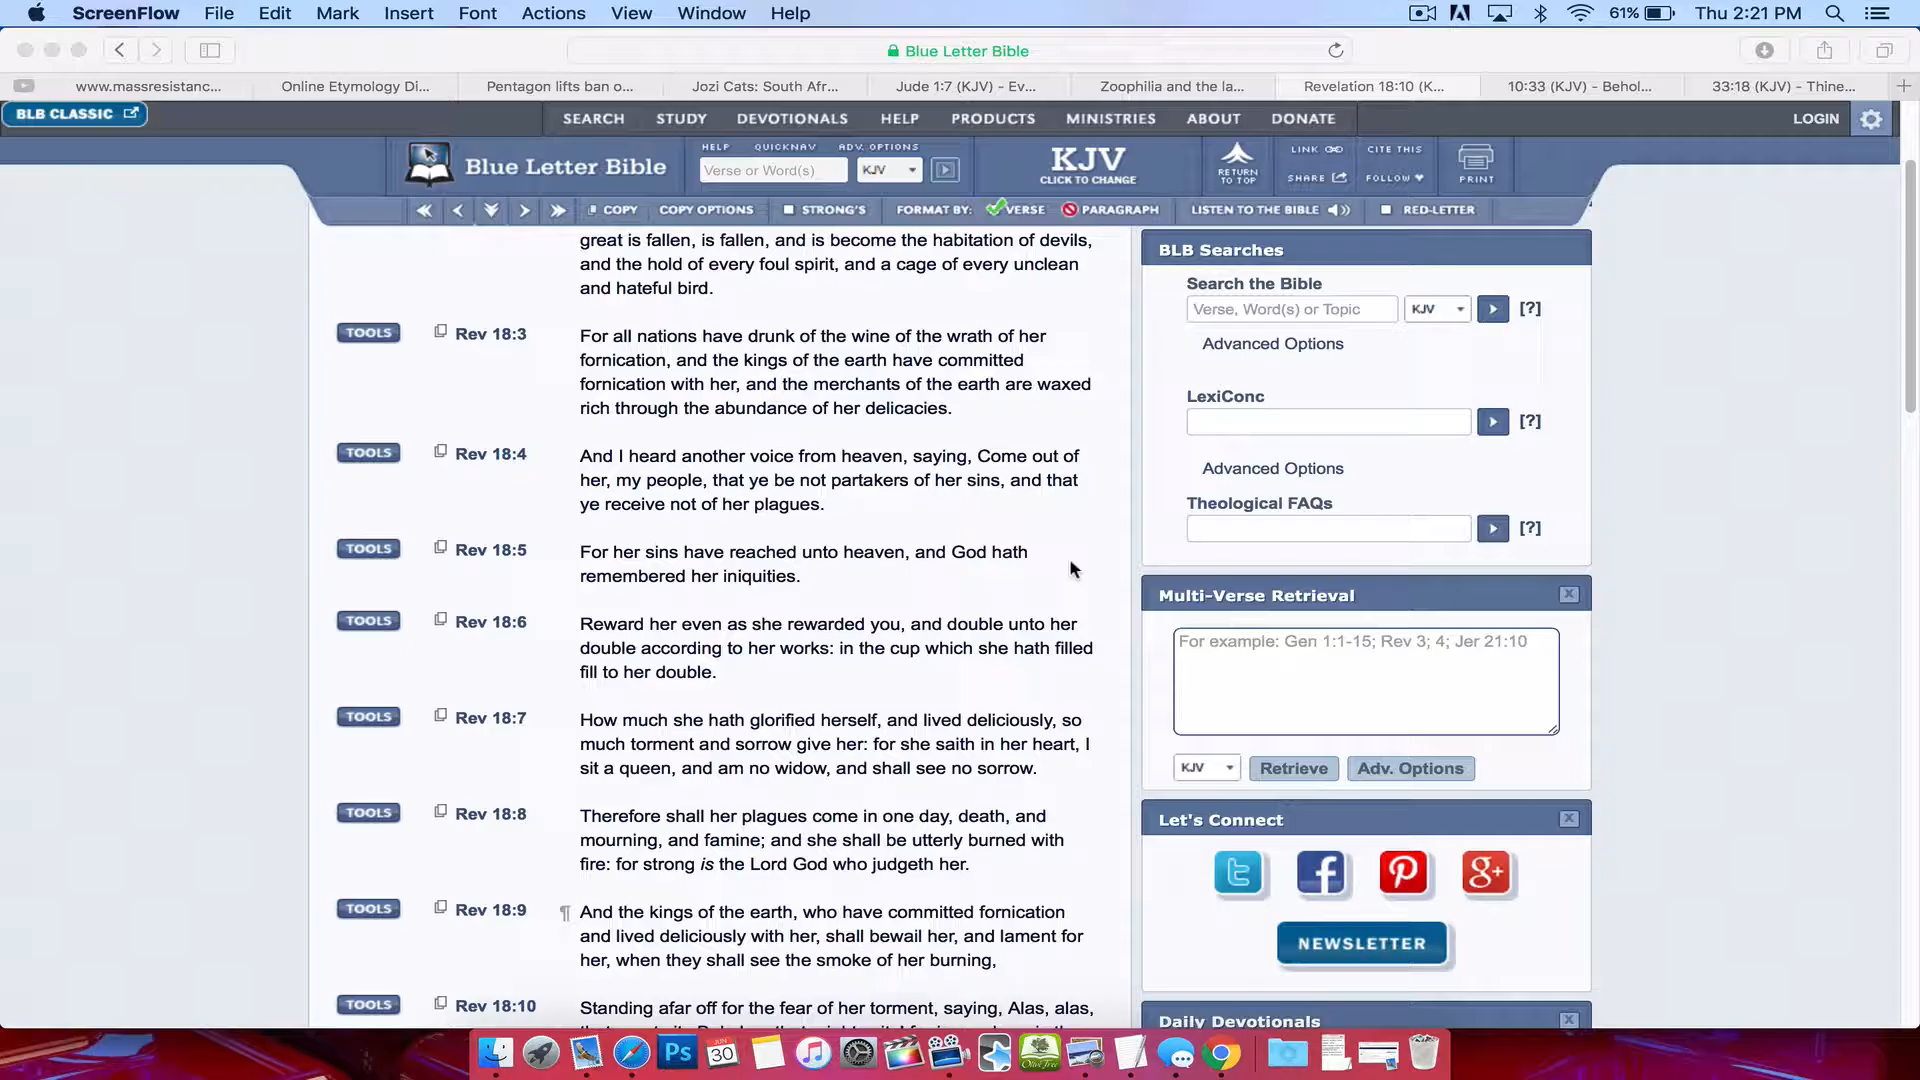 ScreenFlow File Edit Mark Insert Font Actions View Window Help 61% Thu 2:21 PM
Blue Letter Bible
www.massresistanc... Online Etymology Di... Pentagon lifts ban o... Jozi Cats: South Afr... Jude 1:7 (KJV) - Ev... Zoophilia and the la... Revelation 18:10 (K... 10:33 (KJV) - Behol... 33:18 (KJV) - Thine...
BLB CLASSIC SEARCH STUDY DEVOTIONALS HELP PRODUCTS MINISTRIES ABOUT DONATE LOGIN
HELP QUICKNAV ADV. OPTIONS
Blue Letter Bible Verse or Word(s) KJV
KJV
CLICK TO CHANGE
RETURN
TO TOP
LINK CITE THIS
SHARE FOLLOW PRINT
COPY COPY OPTIONS STRONG'S FORMAT BY: VERSE PARAGRAPH LISTEN TO THE BIBLE RED-LETTER
great is fallen, is fallen, and is become the habitation of devils,
and the hold of every foul spirit, and a cage of every unclean
and hateful bird.
TOOLS Rev 18:3 For all nations have drunk of the wine of the wrath of her
fornication, and the kings of the earth have committed
fornication with her, and the merchants of the earth are waxed
rich through the abundance of her delicacies.
TOOLS Rev 18:4 And I heard another voice from heaven, saying, Come out of
her, my people, that ye be not partakers of her sins, and that
ye receive not of her plagues.
TOOLS Rev 18:5 For her sins have reached unto heaven, and God hath
remembered her iniquities.
TOOLS Rev 18:6 Reward her even as she rewarded you, and double unto her
double according to her works: in the cup which she hath filled
fill to her double.
TOOLS Rev 18:7 How much she hath glorified herself, and lived deliciously, so
much torment and sorrow give her: for she saith in her heart, I
sit a queen, and am no widow, and shall see no sorrow.
TOOLS Rev 18:8 Therefore shall her plagues come in one day, death, and
mourning, and famine; and she shall be utterly burned with
fire: for strong is the Lord God who judgeth her.
TOOLS Rev 18:9 ¶ And the kings of the earth, who have committed fornication
and lived deliciously with her, shall bewail her, and lament for
her, when they shall see the smoke of her burning,
TOOLS Rev 18:10 Standing afar off for the fear of her torment, saying, Alas, alas,
BLB Searches
Search the Bible
Verse, Word(s) or Topic KJV [?]
Advanced Options
LexiConc
[?]
Advanced Options
Theological FAQs
[?]
Multi-Verse Retrieval
For example: Gen 1:1-15; Rev 3; 4; Jer 21:10
KJV Retrieve Adv. Options
Let's Connect
NEWSLETTER
Daily Devotionals
Ps JUN 30 Olive Tree